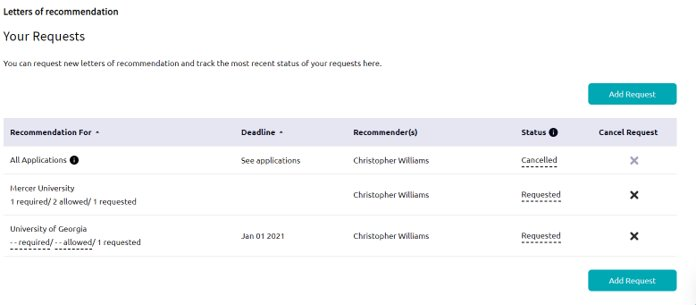 Letters of recommendation
Your Requests
You can request new letters of recommendation and track the most recent status of your requests here.
Add Request
Recommendation For Deadline Recommender(s) Status Cancel Request
All Applications See applications Christopher Williams Cancelled
Mercer University
1 required/ 2 allowed/ 1 requested Christopher Williams Requested
University of Georgia
- - required/ - - allowed/ 1 requested Jan 01 2021 Christopher Williams Requested
Add Request